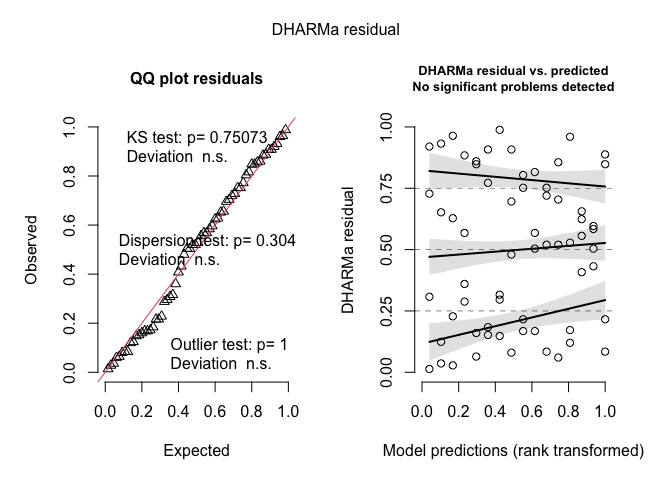 DHARMa residual
QQ plot residuals
KS test: p= 0.75073
Deviation n.s.
Dispersion test: p= 0.304
Deviation n.s.
Outlier test: p= 1
Deviation n.s.
Observed
0.0 0.2 0.4 0.6 0.8 1.0
0.0 0.2 0.4 0.6 0.8 1.0
Expected
DHARMa residual vs. predicted
No significant problems detected
DHARMa residual
0.00 0.25 0.50 0.75 1.00
0.0 0.2 0.4 0.6 0.8 1.0
Model predictions (rank transformed)